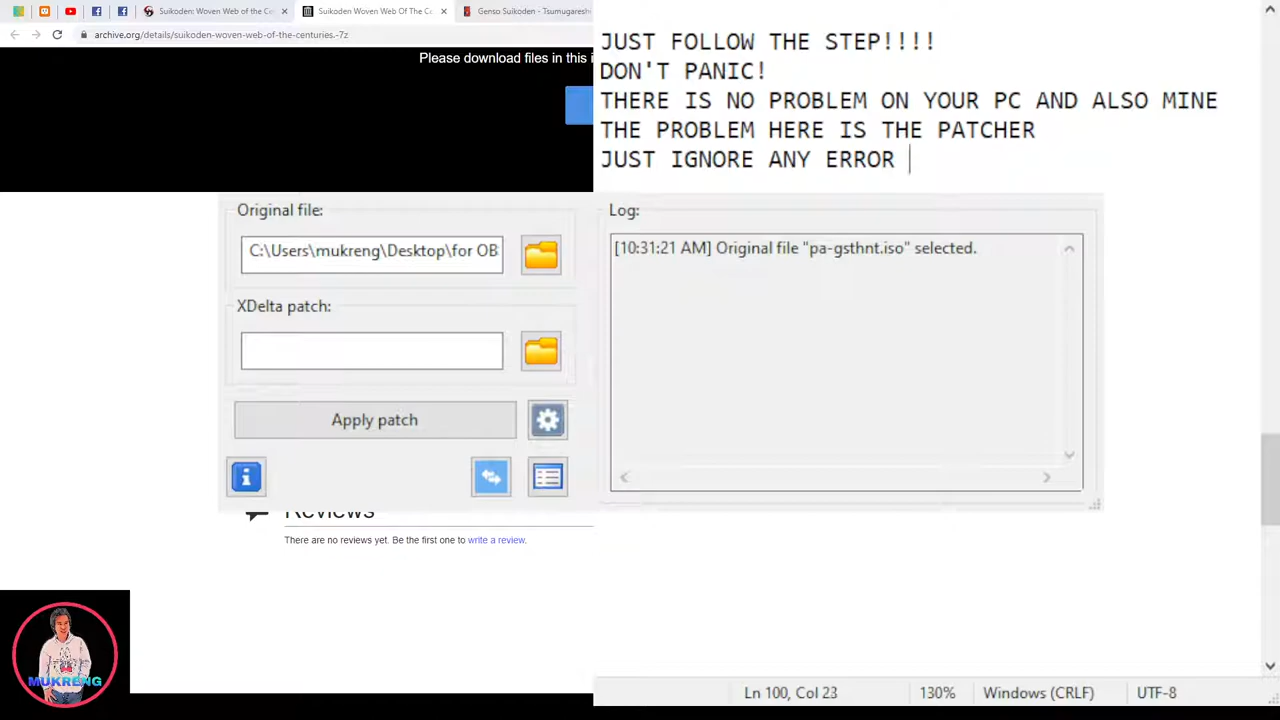 Suikoden: Woven Web of the Ce
Suikoden Woven Web Of The Ce
Genso Suikoden - Tsumugaresh
archive.org/details/suikoden-woven-web-of-the-centuries.-7z
Please download files in this i
JUST FOLLOW THE STEP!!!!
DON'T PANIC!
THERE IS NO PROBLEM ON YOUR PC AND ALSO MINE
THE PROBLEM HERE IS THE PATCHER
JUST IGNORE ANY ERROR
Original file:
C:\Users\mukreng\Desktop\for OB
XDelta patch:
Apply patch
Log:
[10:31:21 AM] Original file "pa-gsthnt.iso" selected.
Reviews
There are no reviews yet. Be the first one to write a review.
MUKRENG
Ln 100, Col 23
130%
Windows (CRLF)
UTF-8